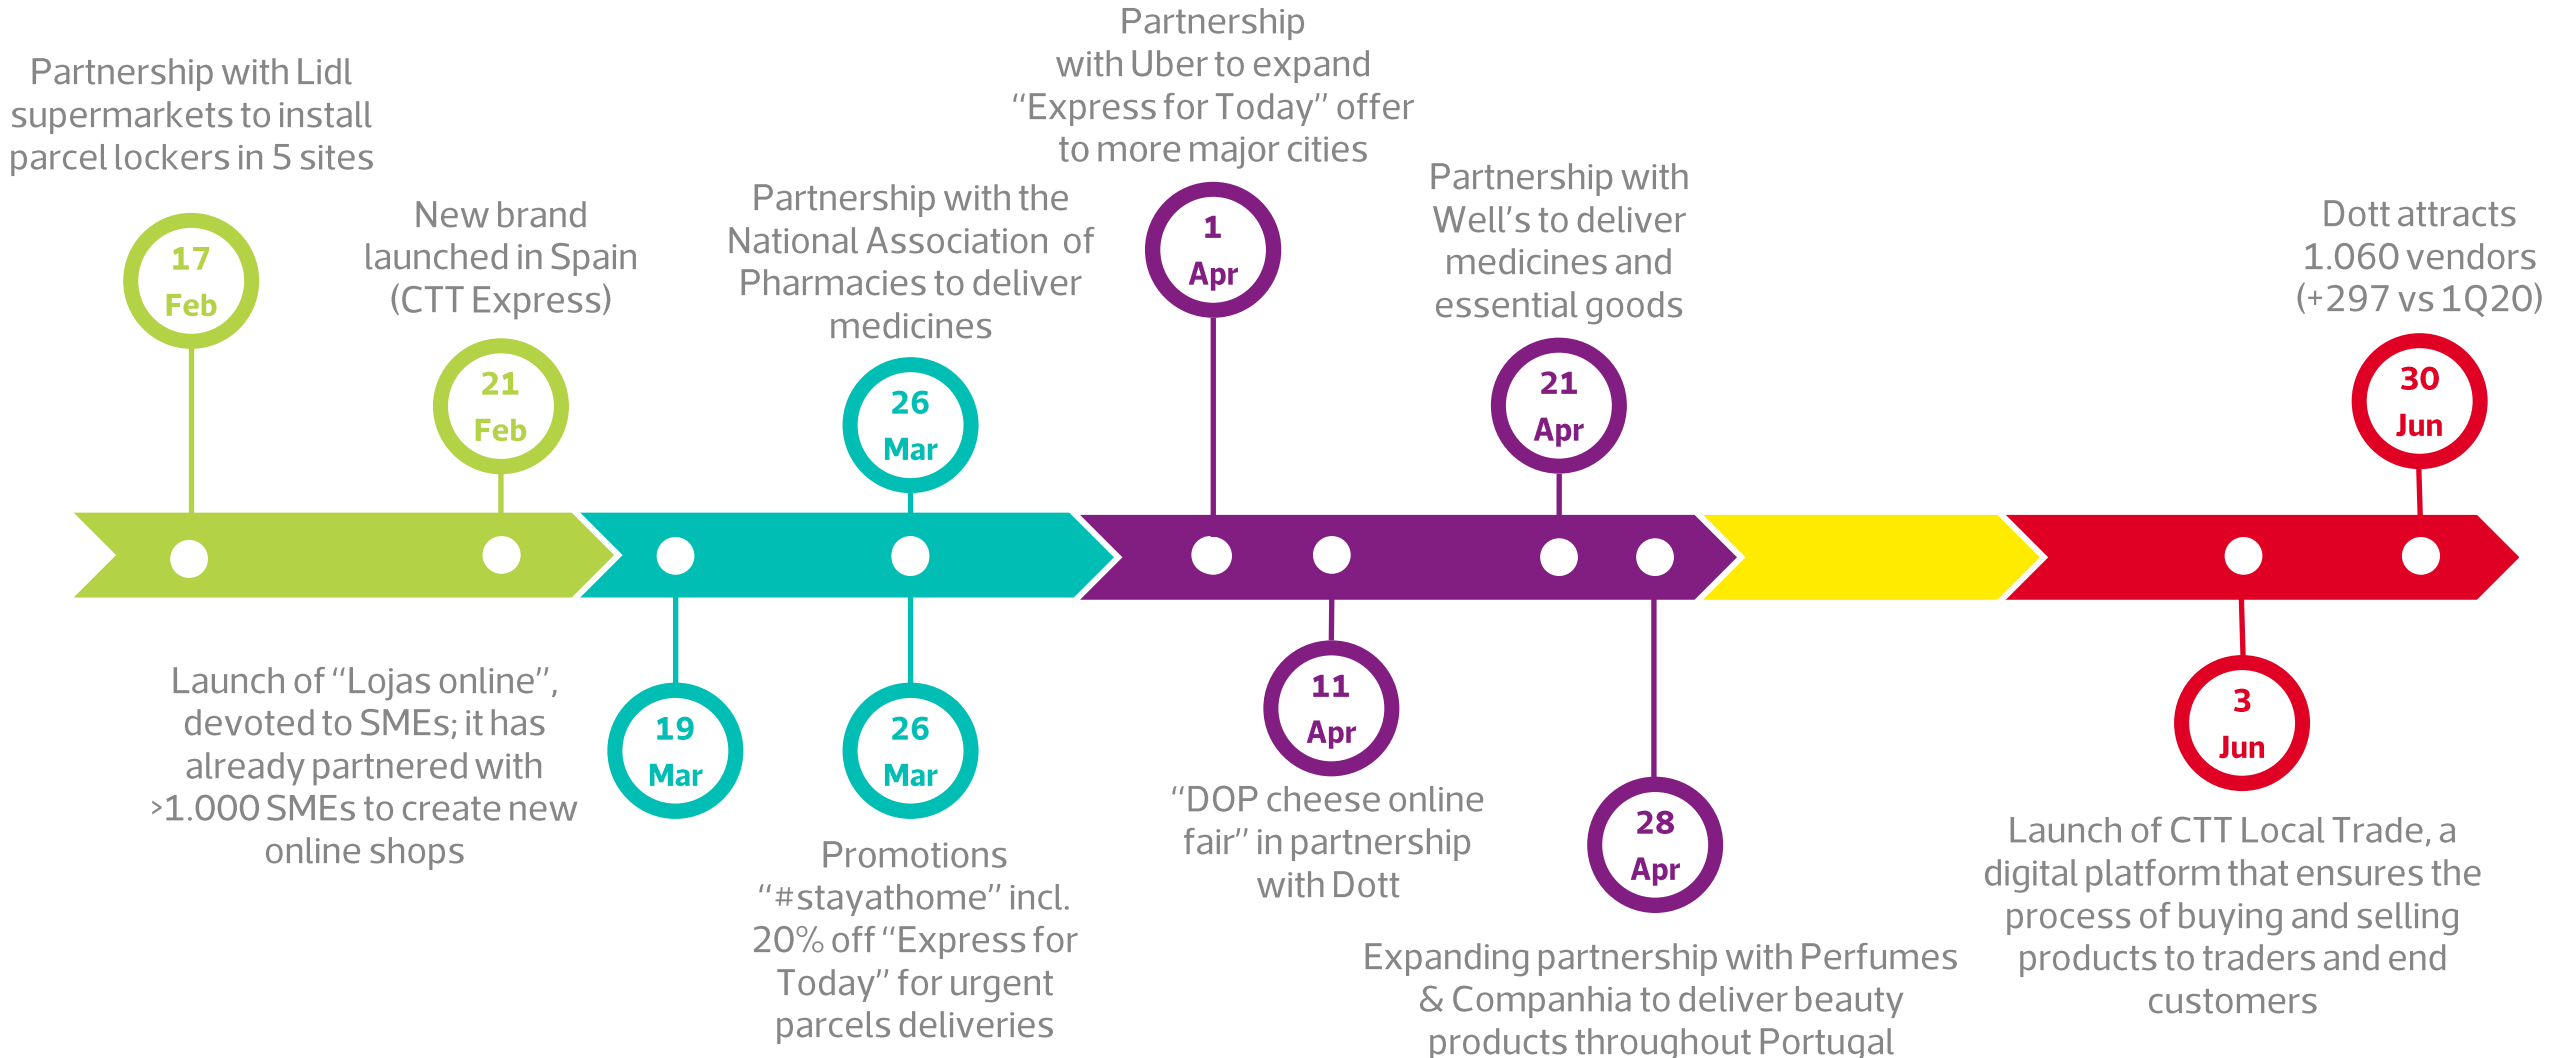 Partnership with Lidl
supermarkets to install
parcel lockers in 5 sites
17
Feb
New brand
launched in Spain
(CTT Express)
21
Feb
Launch of “Lojas online”,
devoted to SMEs; it has
already partnered with
>1.000 SMEs to create new
online shops
19
Mar
Partnership with the
National Association of
Pharmacies to deliver
medicines
26
Mar
26
Mar
Promotions
“#stayathome” incl.
20% off “Express for
Today” for urgent
parcels deliveries
Partnership
with Uber to expand
“Express for Today” offer
to more major cities
1
Apr
11
Apr
“DOP cheese online
fair” in partnership
with Dott
Partnership with
Well’s to deliver
medicines and
essential goods
21
Apr
28
Apr
Expanding partnership with Perfumes
& Companhia to deliver beauty
products throughout Portugal
3
Jun
Launch of CTT Local Trade, a
digital platform that ensures the
process of buying and selling
products to traders and end
customers
Dott attracts
1.060 vendors
(+297 vs 1Q20)
30
Jun